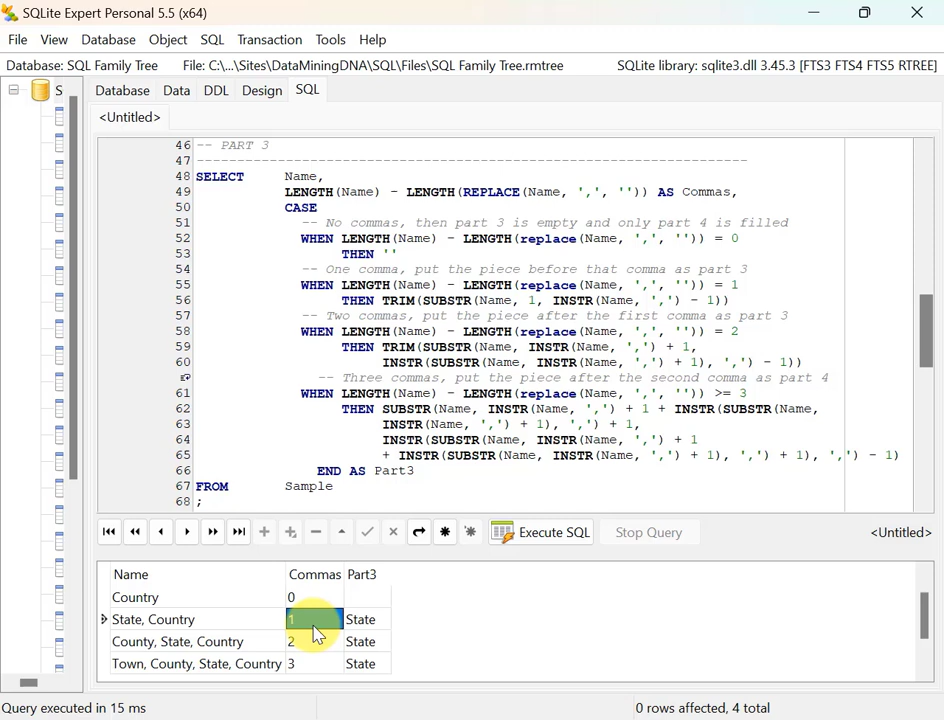 SQLite Expert Personal 5.5 (x64)
File View Database Object SQL Transaction Tools Help
Database: SQL Family Tree File: C:\...\Sites\DataMiningDNA\SQL\Files\SQL Family Tree.rmtree SQLite library: sqlite3.dll 3.45.3 [FTS3 FTS4 FTS5 RTREE]
S Database Data DDL Design SQL
<Untitled>
46 -- PART 3
47 ---------------------------------------------------------------------
48 SELECT Name,
49 LENGTH(Name) - LENGTH(REPLACE(Name, ',', '')) AS Commas,
50 CASE
51 -- No commas, then part 3 is empty and only part 4 is filled
52 WHEN LENGTH(Name) - LENGTH(replace(Name, ',', '')) = 0
53 THEN ''
54 -- One comma, put the piece before that comma as part 3
55 WHEN LENGTH(Name) - LENGTH(replace(Name, ',', '')) = 1
56 THEN TRIM(SUBSTR(Name, 1, INSTR(Name, ',') - 1))
57 -- Two commas, put the piece after the first comma as part 3
58 WHEN LENGTH(Name) - LENGTH(replace(Name, ',', '')) = 2
59 THEN TRIM(SUBSTR(Name, INSTR(Name, ',') + 1,
60 INSTR(SUBSTR(Name, INSTR(Name, ',') + 1), ',') - 1))
-- Three commas, put the piece after the second comma as part 4
61 WHEN LENGTH(Name) - LENGTH(replace(Name, ',', '')) >= 3
62 THEN SUBSTR(Name, INSTR(Name, ',') + 1 + INSTR(SUBSTR(Name,
63 INSTR(Name, ',') + 1), ',') + 1,
64 INSTR(SUBSTR(Name, INSTR(Name, ',') + 1
65 + INSTR(SUBSTR(Name, INSTR(Name, ',') + 1), ',') + 1), ',') - 1)
66 END AS Part3
67 FROM Sample
68 ;
Execute SQL Stop Query <Untitled>
Name Commas Part3
Country 0
State, Country 1 State
County, State, Country 2 State
Town, County, State, Country 3 State
Query executed in 15 ms 0 rows affected, 4 total